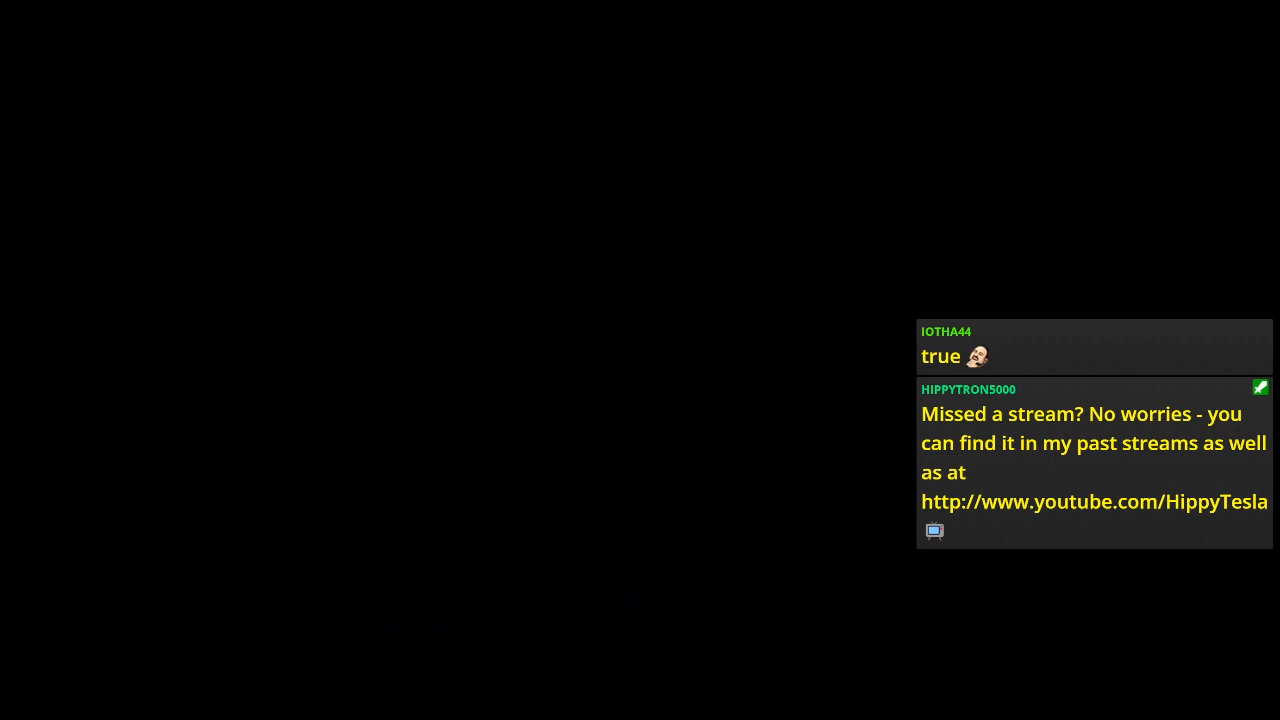 IOTHA44
true
HIPPYTRON5000
Missed a stream? No worries - you
can find it in my past streams as well
as at
http://www.youtube.com/HippyTesla